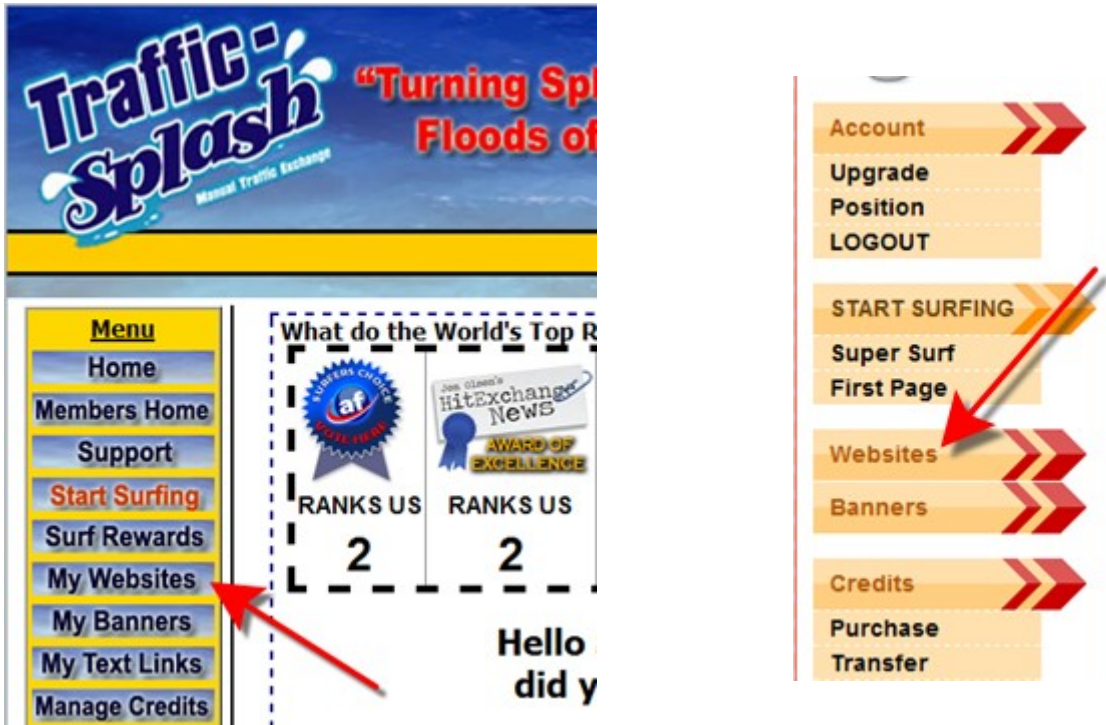 Traffic-
Splash
Manual Traffic Exchange
“Turning Spl
Floods of
Menu
Home
Members Home
Support
Start Surfing
Surf Rewards
My Websites
My Banners
My Text Links
Manage Credits
What do the World's Top R
SURFERS CHOICE
af
VOTE HERE
RANKS US
2
Jon Olsen's
HitExchange
News
AWARD OF
EXCELLENCE
RANKS US
2
Hello
did y
Account
Upgrade
Position
LOGOUT
START SURFING
Super Surf
First Page
Websites
Banners
Credits
Purchase
Transfer